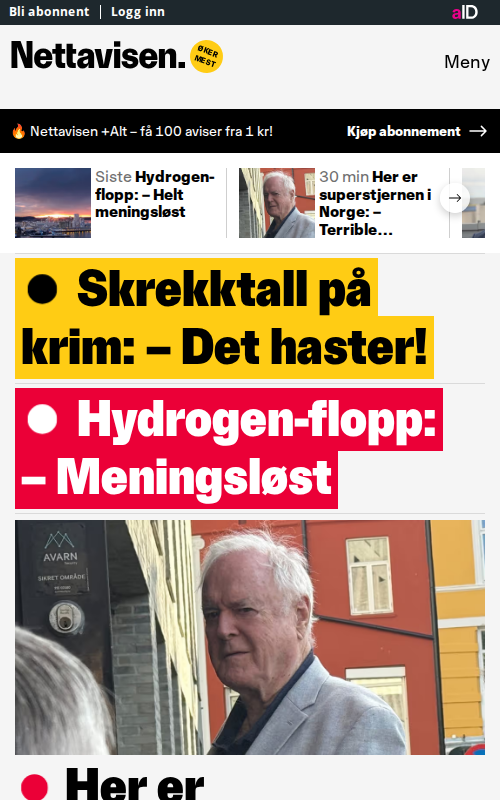 Bli abonnent
Logg inn
aID
Nettavisen.
ØKER
MEST
Meny
🔥 Nettavisen +Alt – få 100 aviser fra 1 kr!
Kjøp abonnement →
Siste Hydrogen-
flopp: – Helt
meningsløst
30 min Her er
superstjernen i
Norge: –
Terrible...
Skrekktall på
krim: – Det haster!
Hydrogen-flopp:
– Meningsløst
AVARN
SIKRET OMRÅDE
Her er